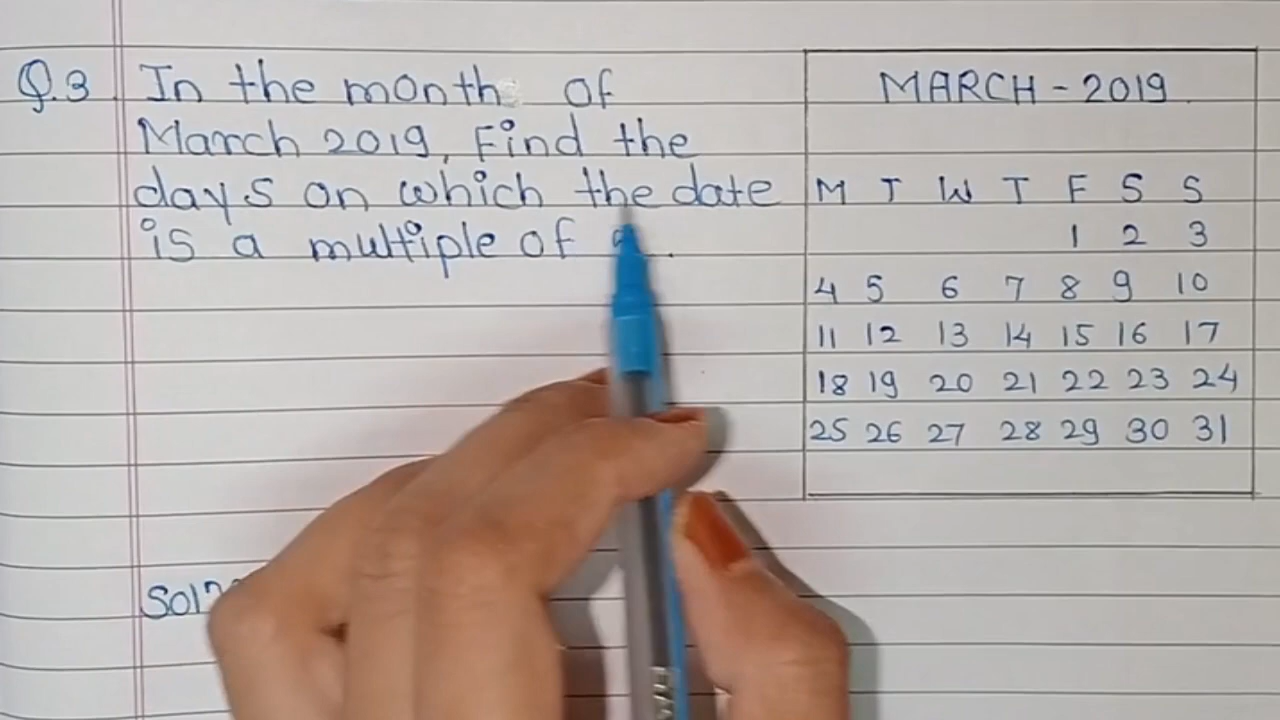 Q.3 In the month of
March 2019, Find the
days on which the date
is a multiple of
MARCH - 2019
M T W T F S S
1 2 3
4 5 6 7 8 9 10
11 12 13 14 15 16 17
18 19 20 21 22 23 24
25 26 27 28 29 30 31